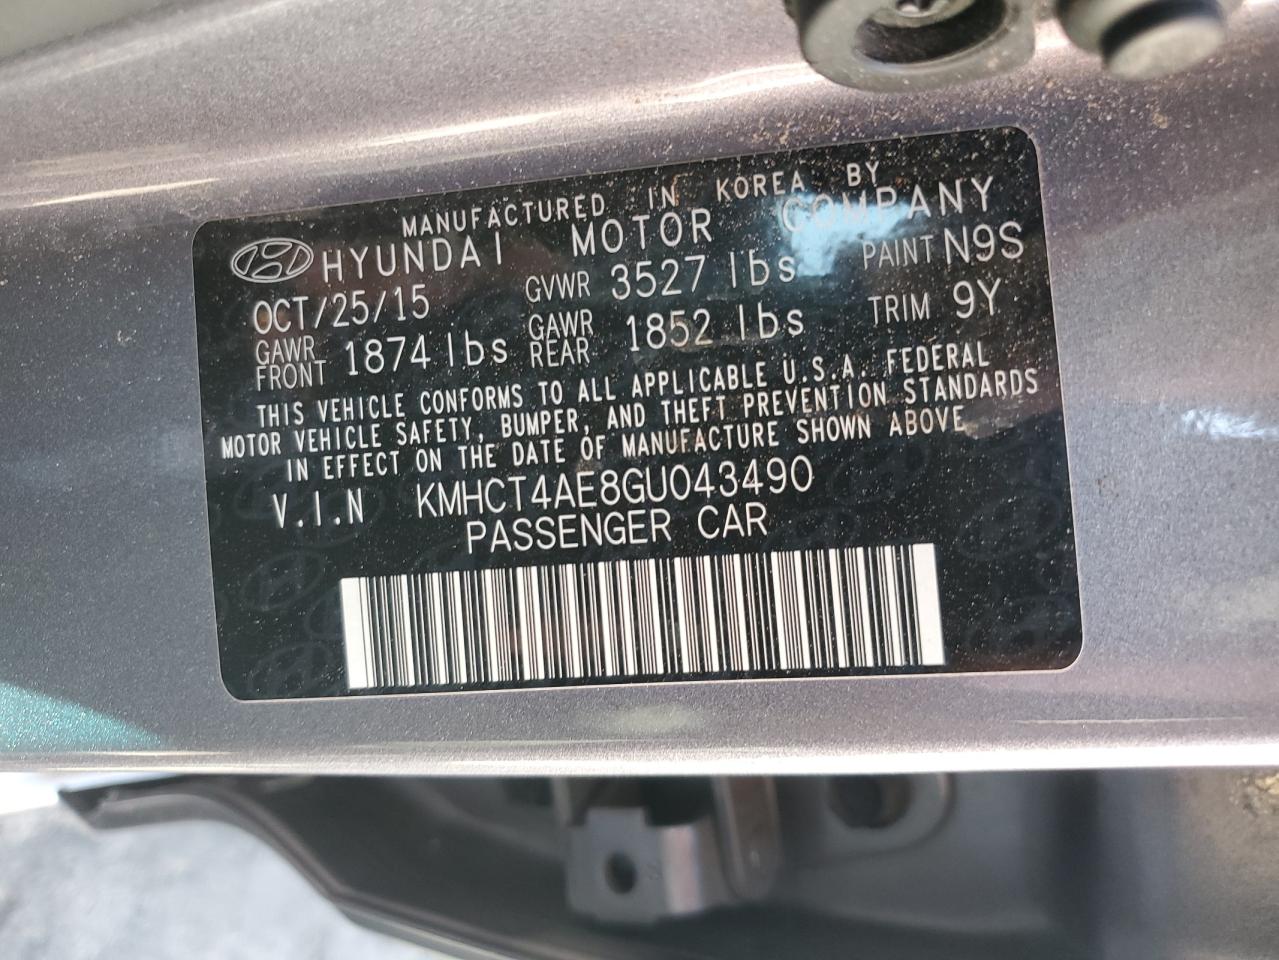 MANUFACTURED IN KOREA BY
HYUNDAI MOTOR COMPANY
OCT/25/15 GVWR 3527 lbs PAINT N9S
GAWR FRONT 1874 lbs GAWR REAR 1852 lbs TRIM 9Y
THIS VEHICLE CONFORMS TO ALL APPLICABLE U.S.A. FEDERAL
MOTOR VEHICLE SAFETY, BUMPER, AND THEFT PREVENTION STANDARDS
IN EFFECT ON THE DATE OF MANUFACTURE SHOWN ABOVE
V.I.N KMHCT4AE8GU043490
PASSENGER CAR